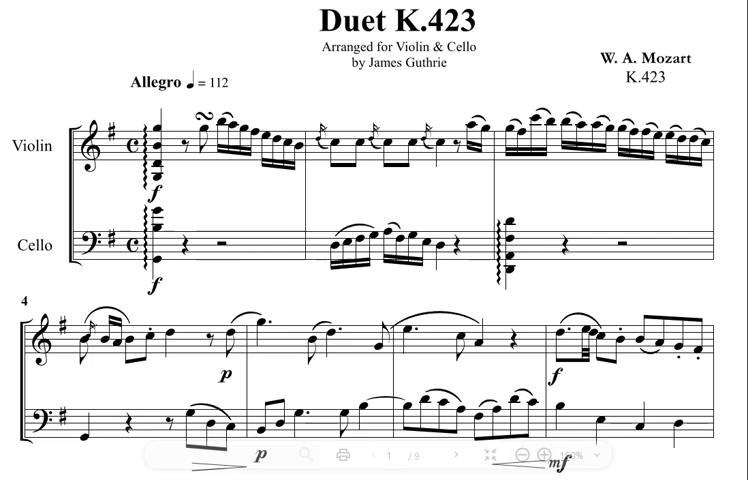 Duet K.423
Arranged for Violin & Cello
by James Guthrie
W. A. Mozart
K.423
Allegro ♩ = 112
Violin
f
Cello
f
4
p
f
p
mf
1 / 9
150%